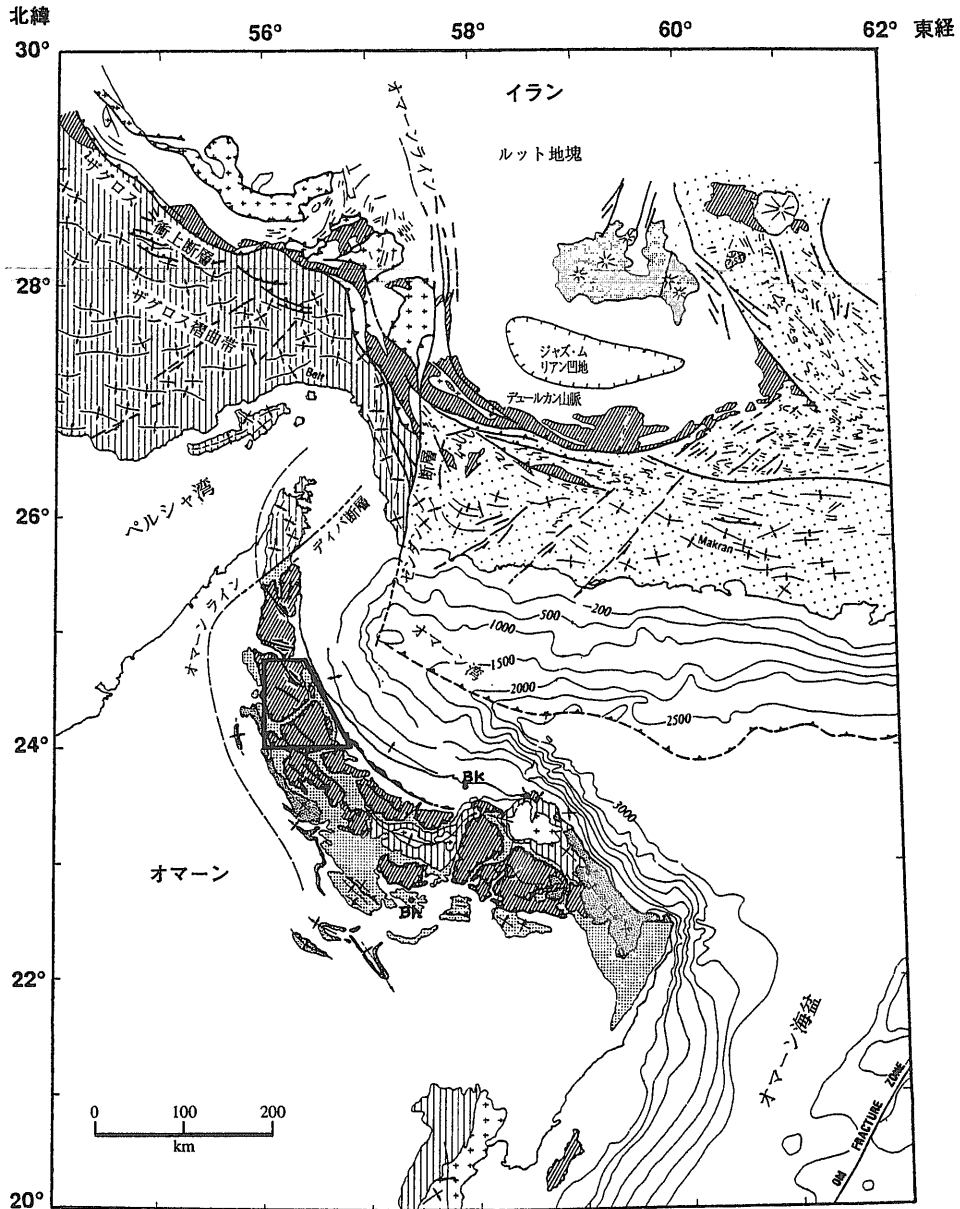 北緯
56°
58°
60°
62°
東経
30°
イラン
オマーンライン
ルット地塊
ザグロス衝上断層
28°
ザグロス褶曲帯
ジャズ・ム
リアン凹地
Belt
デュールカン山脈
断層
26°
ペルシャ湾
ディバ断層
Makran
ゼンダン
200
500
1000
オマーンライン
オマーン湾
1500
2000
2500
24°
BK
3000
オマーン
BK
22°
オマーン海盆
0
100
200
km
FRACTURE ZONE
20°